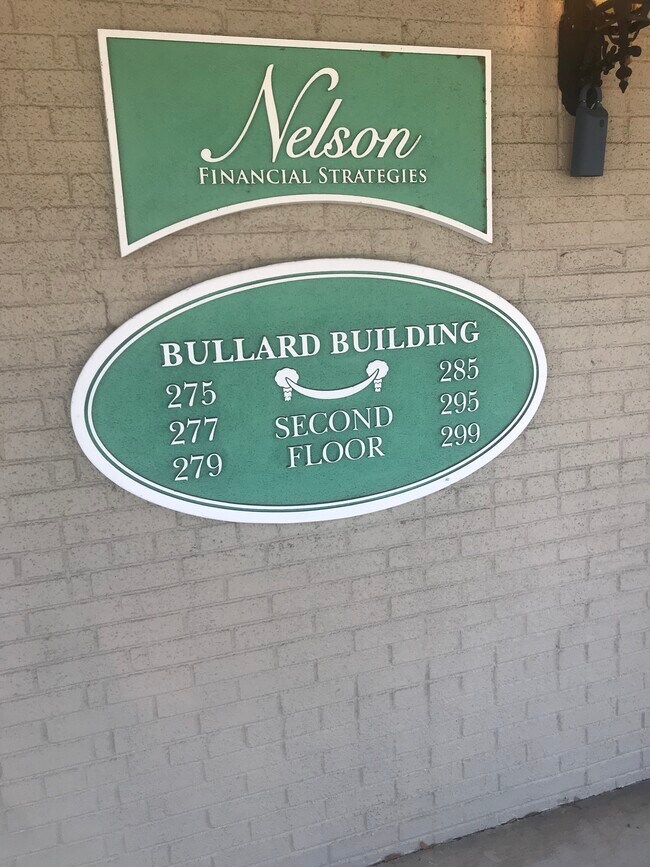 Nelson
FINANCIAL STRATEGIES
BULLARD BUILDING
275
277
279
SECOND
FLOOR
285
295
299